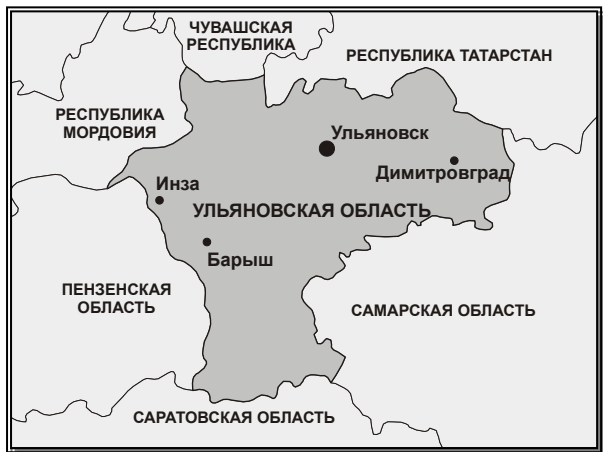 ЧУВАШСКАЯ
РЕСПУБЛИКА
РЕСПУБЛИКА ТАТАРСТАН
РЕСПУБЛИКА
МОРДОВИЯ
Ульяновск
Димитровград
Инза
УЛЬЯНОВСКАЯ ОБЛАСТЬ
Барыш
ПЕНЗЕНСКАЯ
ОБЛАСТЬ
САМАРСКАЯ ОБЛАСТЬ
САРАТОВСКАЯ ОБЛАСТЬ